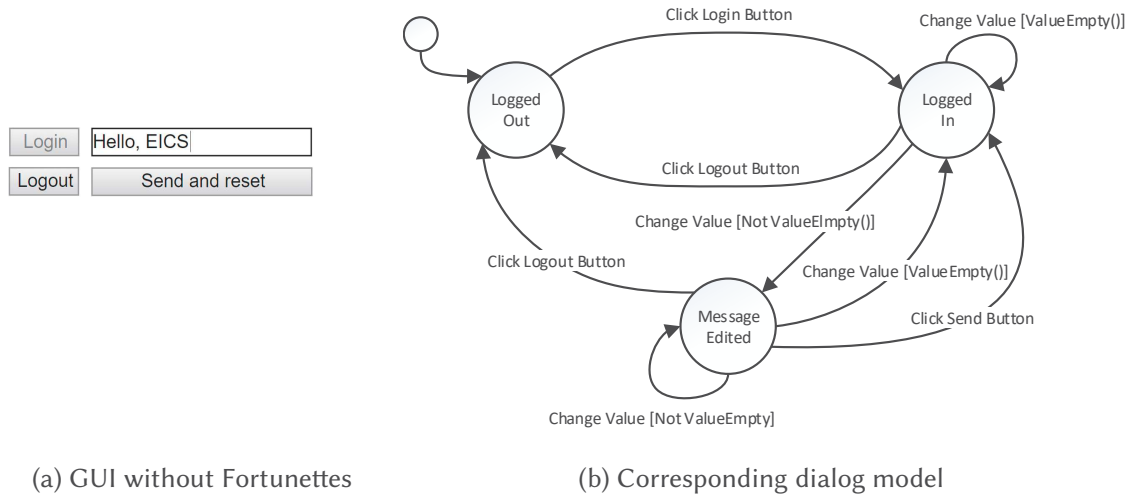 Login
Hello, EICS
Logout
Send and reset
Click Login Button
Change Value [ValueEmpty()]
Logged
Out
Logged
In
Click Logout Button
Change Value [Not ValueEImpty()]
Click Logout Button
Change Value [ValueEmpty()]
Message
Edited
Click Send Button
Change Value [Not ValueEmpty]
(a) GUI without Fortunettes
(b) Corresponding dialog model